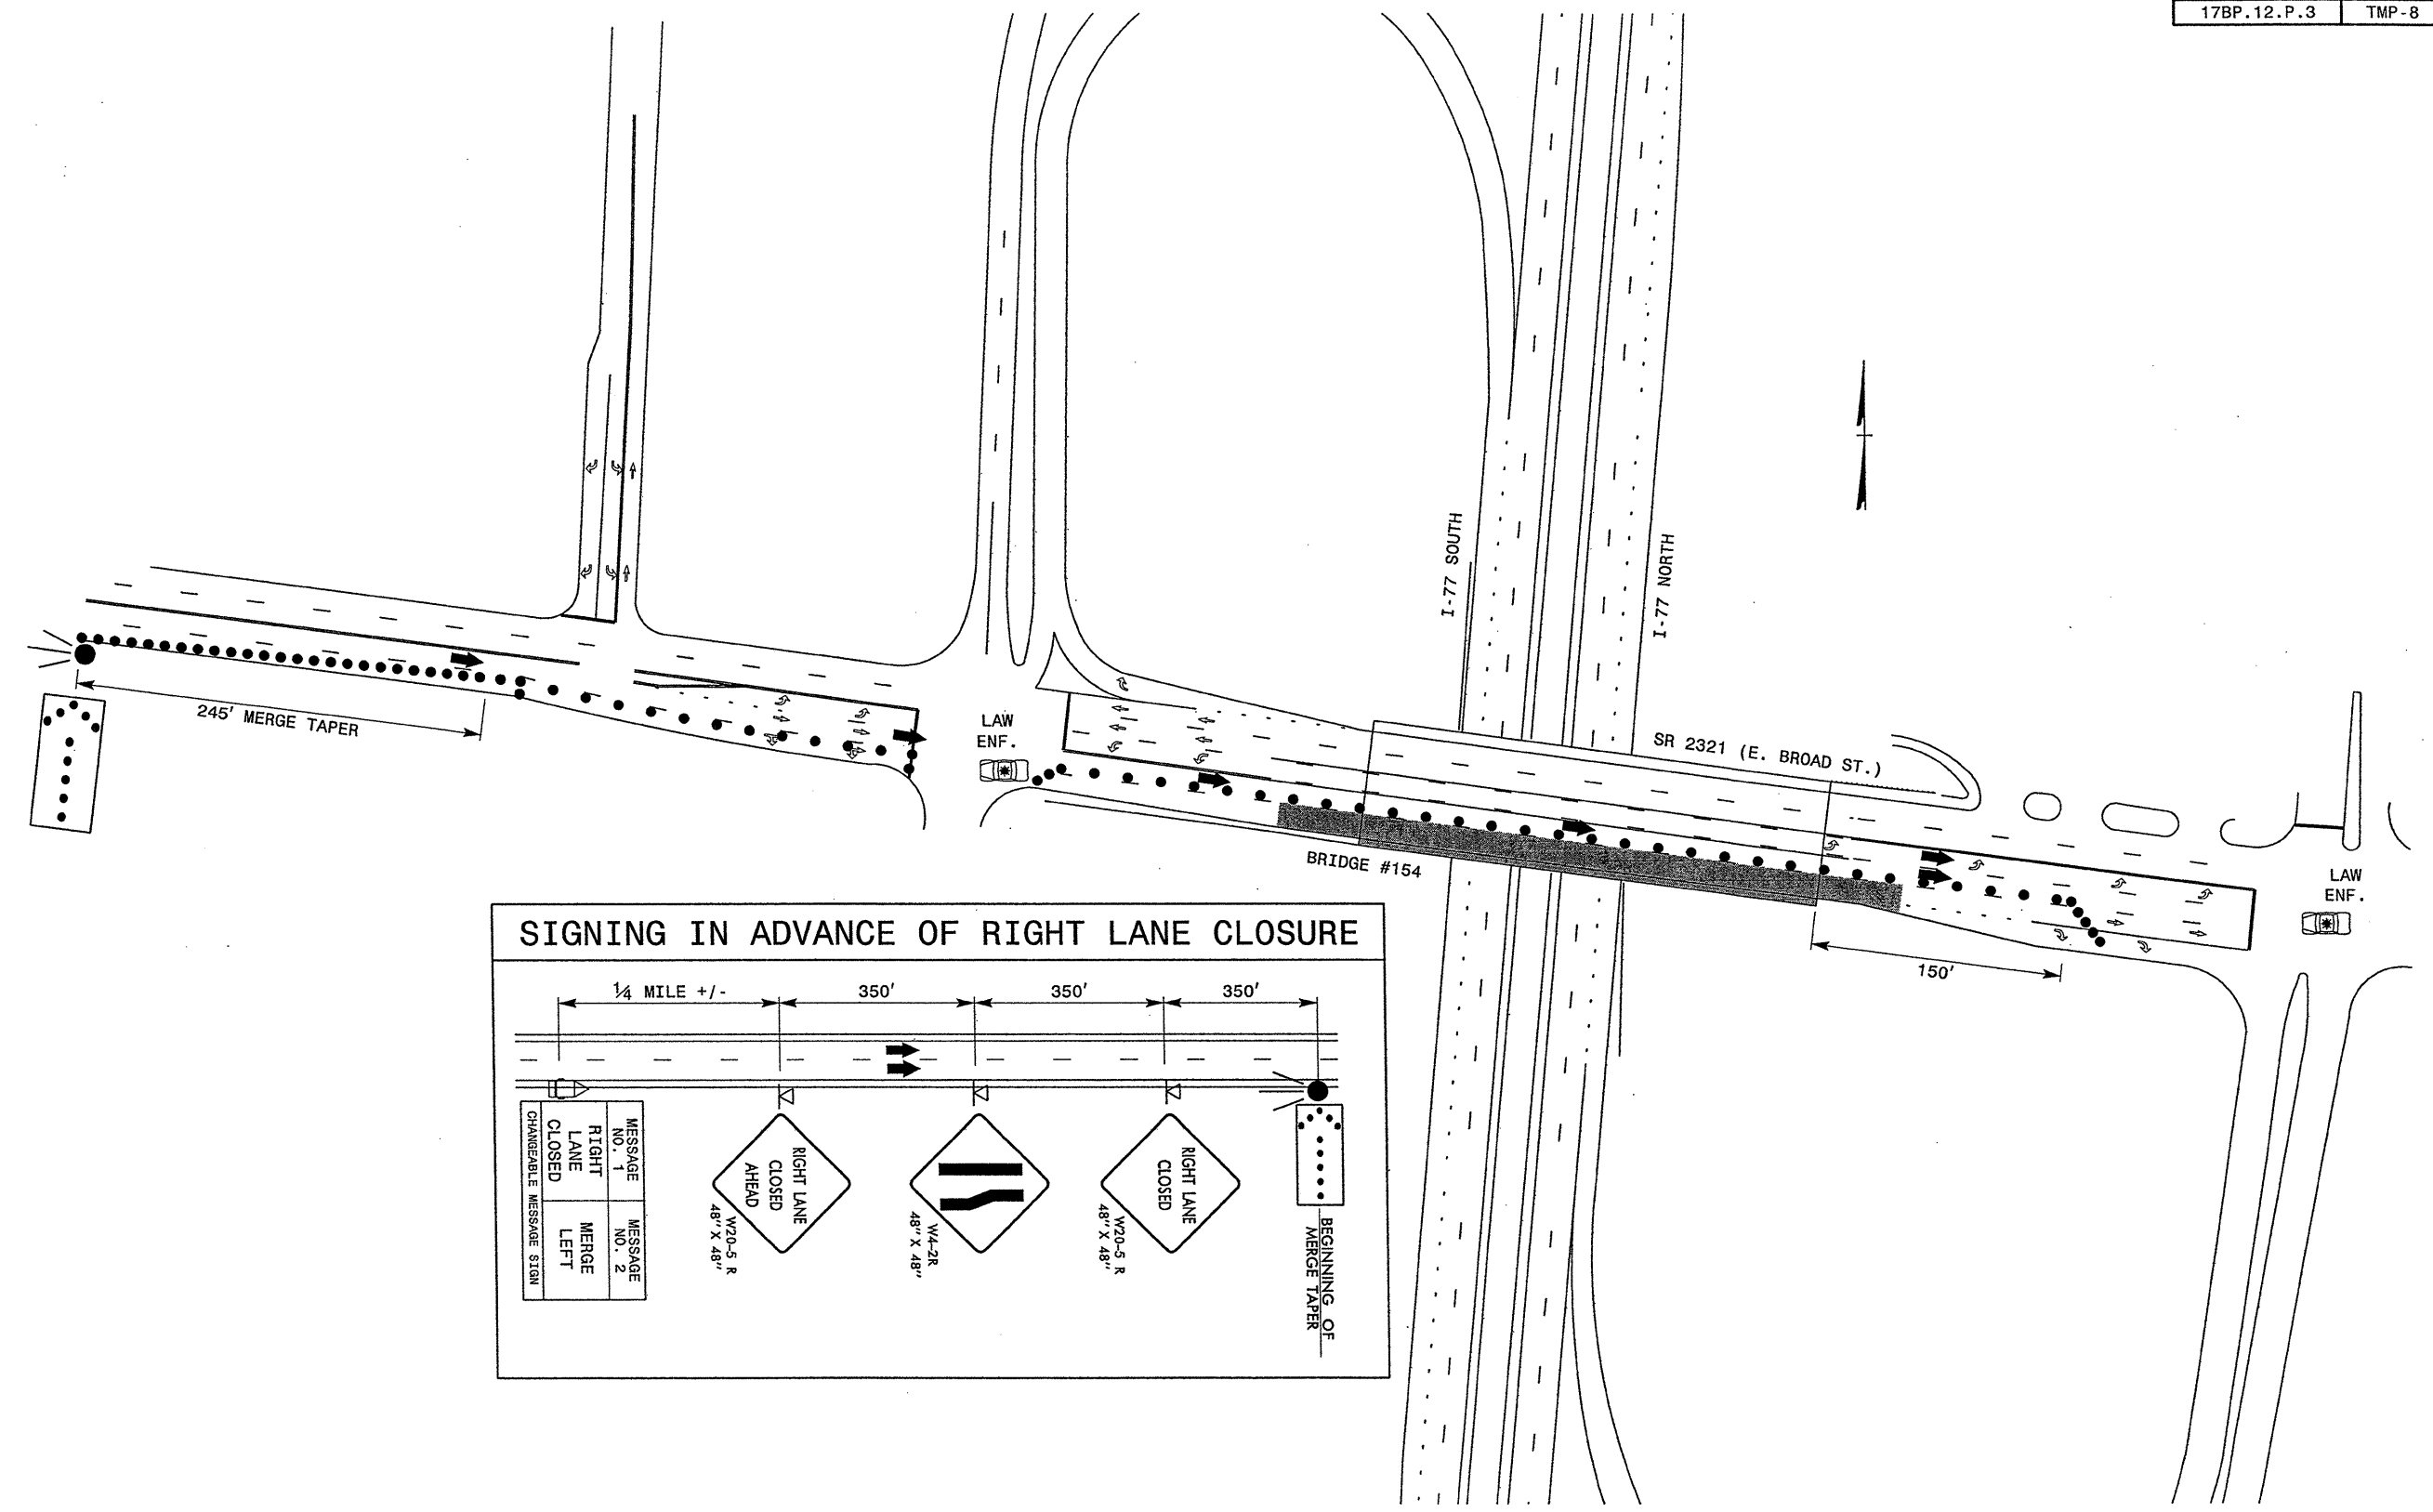 17BP.12.P.3 TMP-8
I-77 SOUTH
I-77 NORTH
245' MERGE TAPER
LAW
ENF.
SR 2321 (E. BROAD ST.)
BRIDGE #154
LAW
ENF.
150'
SIGNING IN ADVANCE OF RIGHT LANE CLOSURE
1/4 MILE +/-
350'
350'
350'
MESSAGE
NO. 1
RIGHT
LANE
CLOSED
MESSAGE
NO. 2
MERGE
LEFT
CHANGEABLE MESSAGE SIGN
RIGHT LANE
CLOSED
AHEAD
W20-5 R
48" X 48"
W4-2R
48" X 48"
RIGHT LANE
CLOSED
W20-5 R
48" X 48"
BEGINNING OF
MERGE TAPER